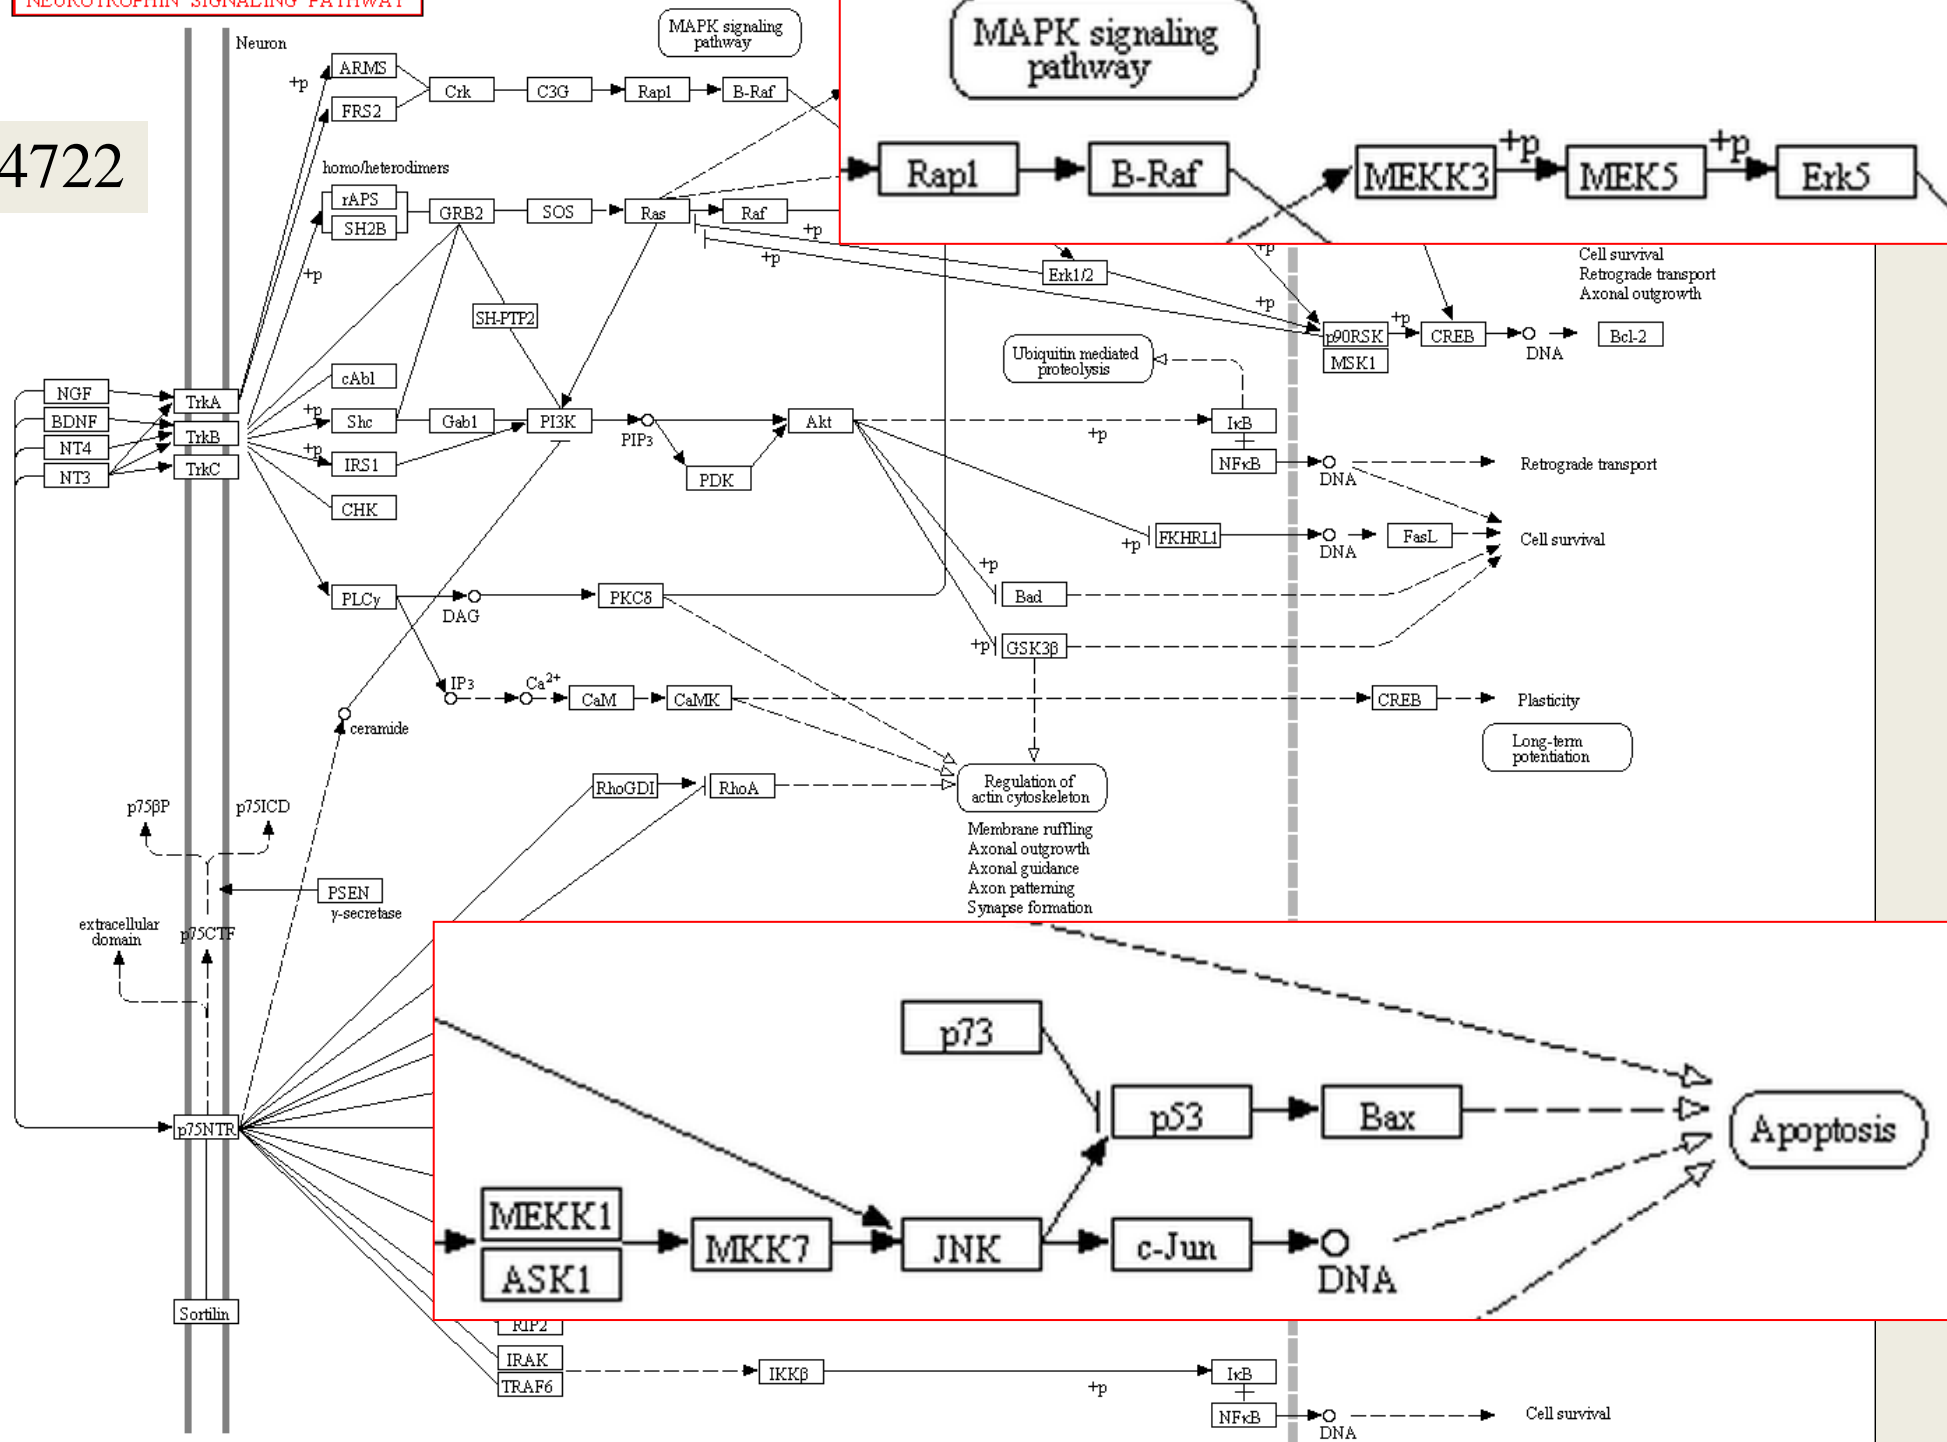 NEUROTROPHIN SIGNALING PATHWAY
4722
Neuron
MAPK signaling
pathway
MAPK signaling
pathway
+p
ARMS
FRS2
Crk
C3G
Rap1
B-Raf
Rap1
B-Raf
MEKK3
+p
MEK5
+p
Erk5
homo/heterodimers
rAPS
SH2B
GRB2
SOS
Ras
Raf
+p
+p
+p
Erk1/2
+p
+p
Cell survival
Retrograde transport
Axonal outgrowth
SH-PTP2
p90RSK
MSK1
+p
CREB
DNA
Bcl-2
Ubiquitin mediated
proteolysis
NGF
BDNF
NT4
NT3
TrkA
TrkB
TrkC
cAbl
+p
Shc
Gab1
PI3K
PIP3
Akt
+p
IκB
+p
IRS1
PDK
NFκB
DNA
Retrograde transport
CHK
+p
FKHRL1
DNA
FasL
Cell survival
PLCγ
DAG
PKCδ
+p
Bad
+p
GSK3β
IP3
Ca2+
CaM
CaMK
CREB
Plasticity
ceramide
Long-term
potentiation
RhoGDI
RhoA
Regulation of
actin cytoskeleton
Membrane ruffling
Axonal outgrowth
Axonal guidance
Axon patterning
Synapse formation
p75βP
p75ICD
PSEN
γ-secretase
extracellular
domain
p75CTF
p75NTR
Sortilin
p73
p53
Bax
Apoptosis
MEKK1
ASK1
MKK7
JNK
c-Jun
DNA
RIP2
IRAK
TRAF6
IKKβ
+p
IκB
NFκB
DNA
Cell survival